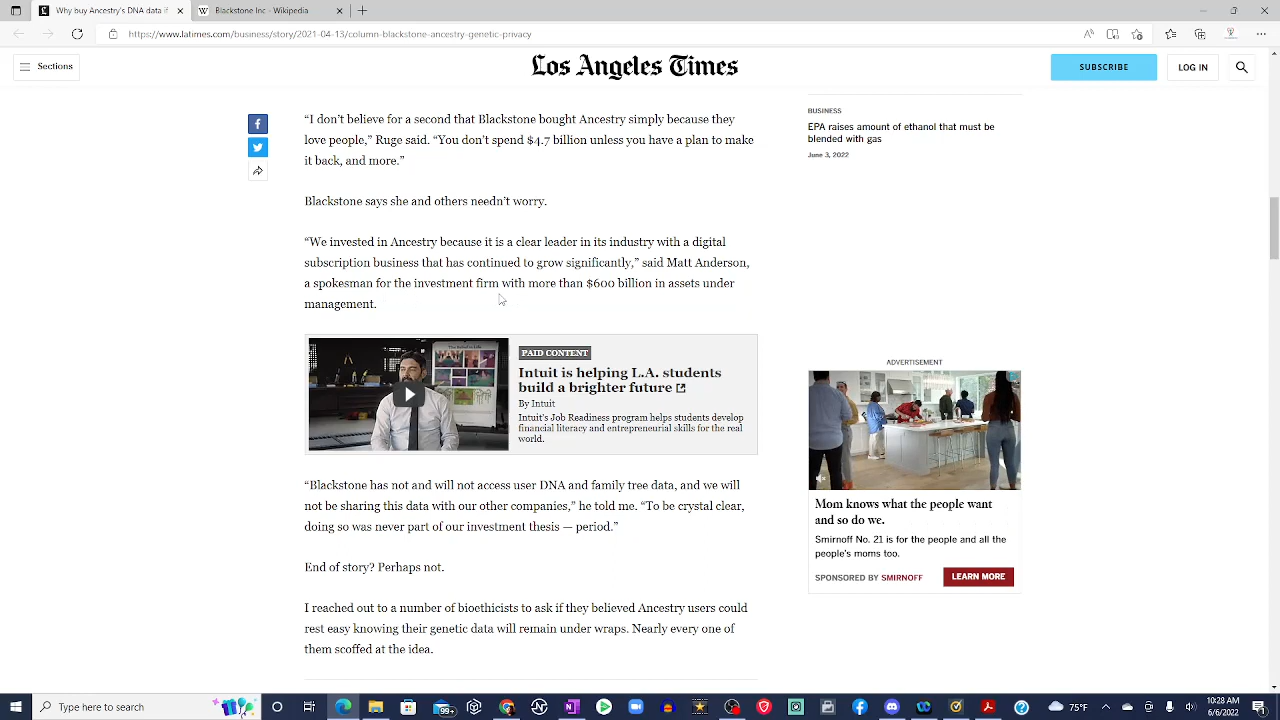 Why buy Ancestry's DNA data if
Blackstone Inc - Wikipedia
https://www.latimes.com/business/story/2021-04-13/column-blackstone-ancestry-genetic-privacy
Sections
Los Angeles Times
SUBSCRIBE
LOG IN
“I don’t believe for a second that Blackstone bought Ancestry simply because they
love people,” Ruge said. “You don’t spend $4.7 billion unless you have a plan to make
it back, and more.”
Blackstone says she and others needn’t worry.
“We invested in Ancestry because it is a clear leader in its industry with a digital
subscription business that has continued to grow significantly,” said Matt Anderson,
a spokesman for the investment firm with more than $600 billion in assets under
management.
PAID CONTENT
Intuit is helping L.A. students
build a brighter future
By Intuit
Intuit's Job Readiness program helps students develop
financial literacy and entrepreneurial skills for the real
world.
“Blackstone has not and will not access user DNA and family tree data, and we will
not be sharing this data with our other companies,” he told me. “To be crystal clear,
doing so was never part of our investment thesis — period.”
End of story? Perhaps not.
I reached out to a number of bioethicists to ask if they believed Ancestry users could
rest easy knowing their genetic data will remain under wraps. Nearly every one of
them scoffed at the idea.
BUSINESS
EPA raises amount of ethanol that must be
blended with gas
June 3, 2022
ADVERTISEMENT
Mom knows what the people want
and so do we.
Smirnoff No. 21 is for the people and all the
people's moms too.
SPONSORED BY SMIRNOFF
LEARN MORE
Type here to search
99+
75°F
10:28 AM
6/6/2022